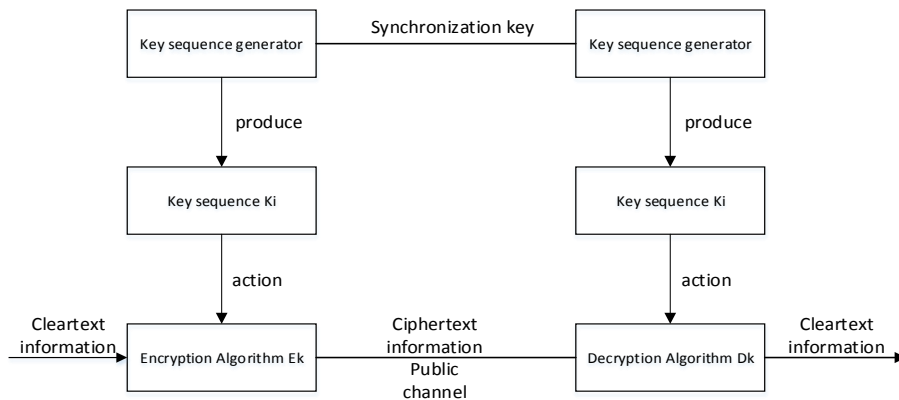 Synchronization key
Key sequence generator
Key sequence generator
produce
produce
Key sequence Ki
Key sequence Ki
action
action
Cleartext
information
Encryption Algorithm Ek
Ciphertext
information
Public
channel
Decryption Algorithm Dk
Cleartext
information